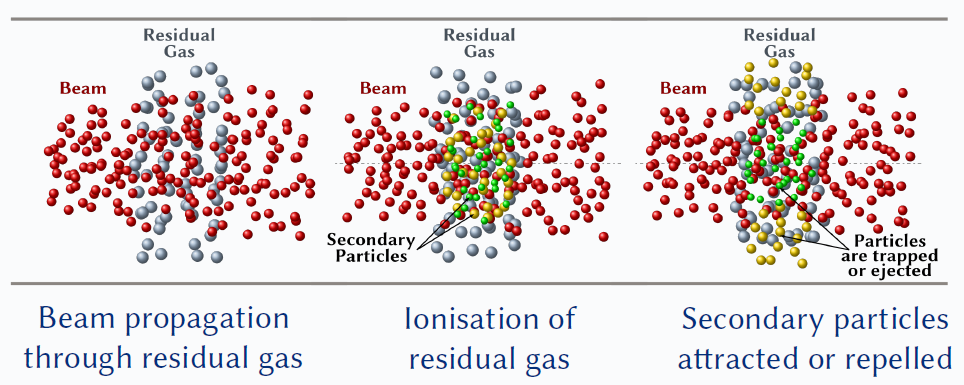 Residual
Gas
Beam
Residual
Gas
Beam
Secondary
Particles
Residual
Gas
Beam
Particles
are trapped
or ejected
Beam propagation
through residual gas
Ionisation of
residual gas
Secondary particles
attracted or repelled